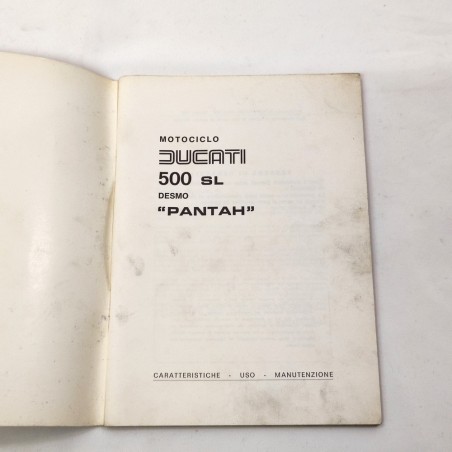 MOTOCICLO
DUCATI
500 SL
DESMO
"PANTAH"
CARATTERISTICHE - USO - MANUTENZIONE